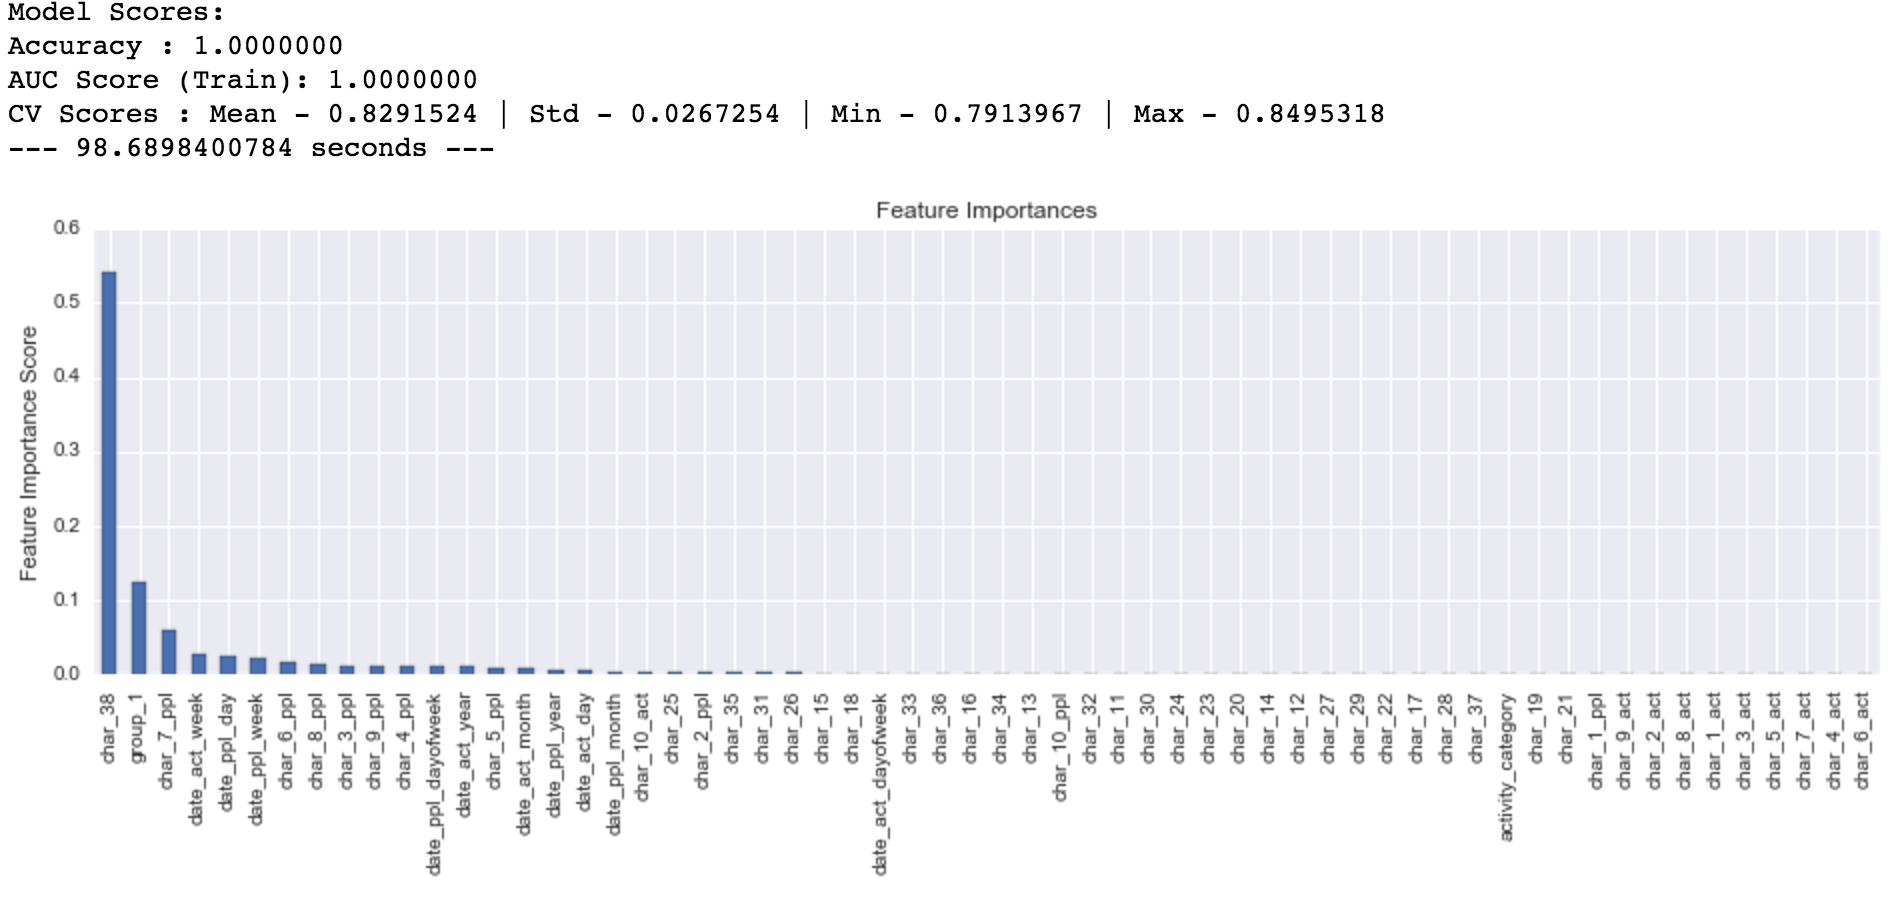 Model Scores:
Accuracy : 1.0000000
AUC Score (Train): 1.0000000
CV Scores : Mean - 0.8291524 | Std - 0.0267254 | Min - 0.7913967 | Max - 0.8495318
--- 98.6898400784 seconds ---
Feature Importances
Feature Importance Score
0.6
0.5
0.4
0.3
0.2
0.1
0.0
char_38
group_1
char_7_ppl
date_act_week
date_ppl_day
date_ppl_week
char_6_ppl
char_8_ppl
char_3_ppl
char_9_ppl
char_4_ppl
date_ppl_dayofweek
date_act_year
char_5_ppl
date_act_month
date_ppl_year
date_act_day
date_ppl_month
char_10_act
char_25
char_2_ppl
char_35
char_31
char_26
char_15
char_18
date_act_dayofweek
char_33
char_36
char_16
char_34
char_13
char_10_ppl
char_32
char_11
char_30
char_24
char_23
char_20
char_14
char_12
char_27
char_29
char_22
char_17
char_28
char_37
activity_category
char_19
char_21
char_1_ppl
char_9_act
char_2_act
char_8_act
char_1_act
char_3_act
char_5_act
char_7_act
char_4_act
char_6_act